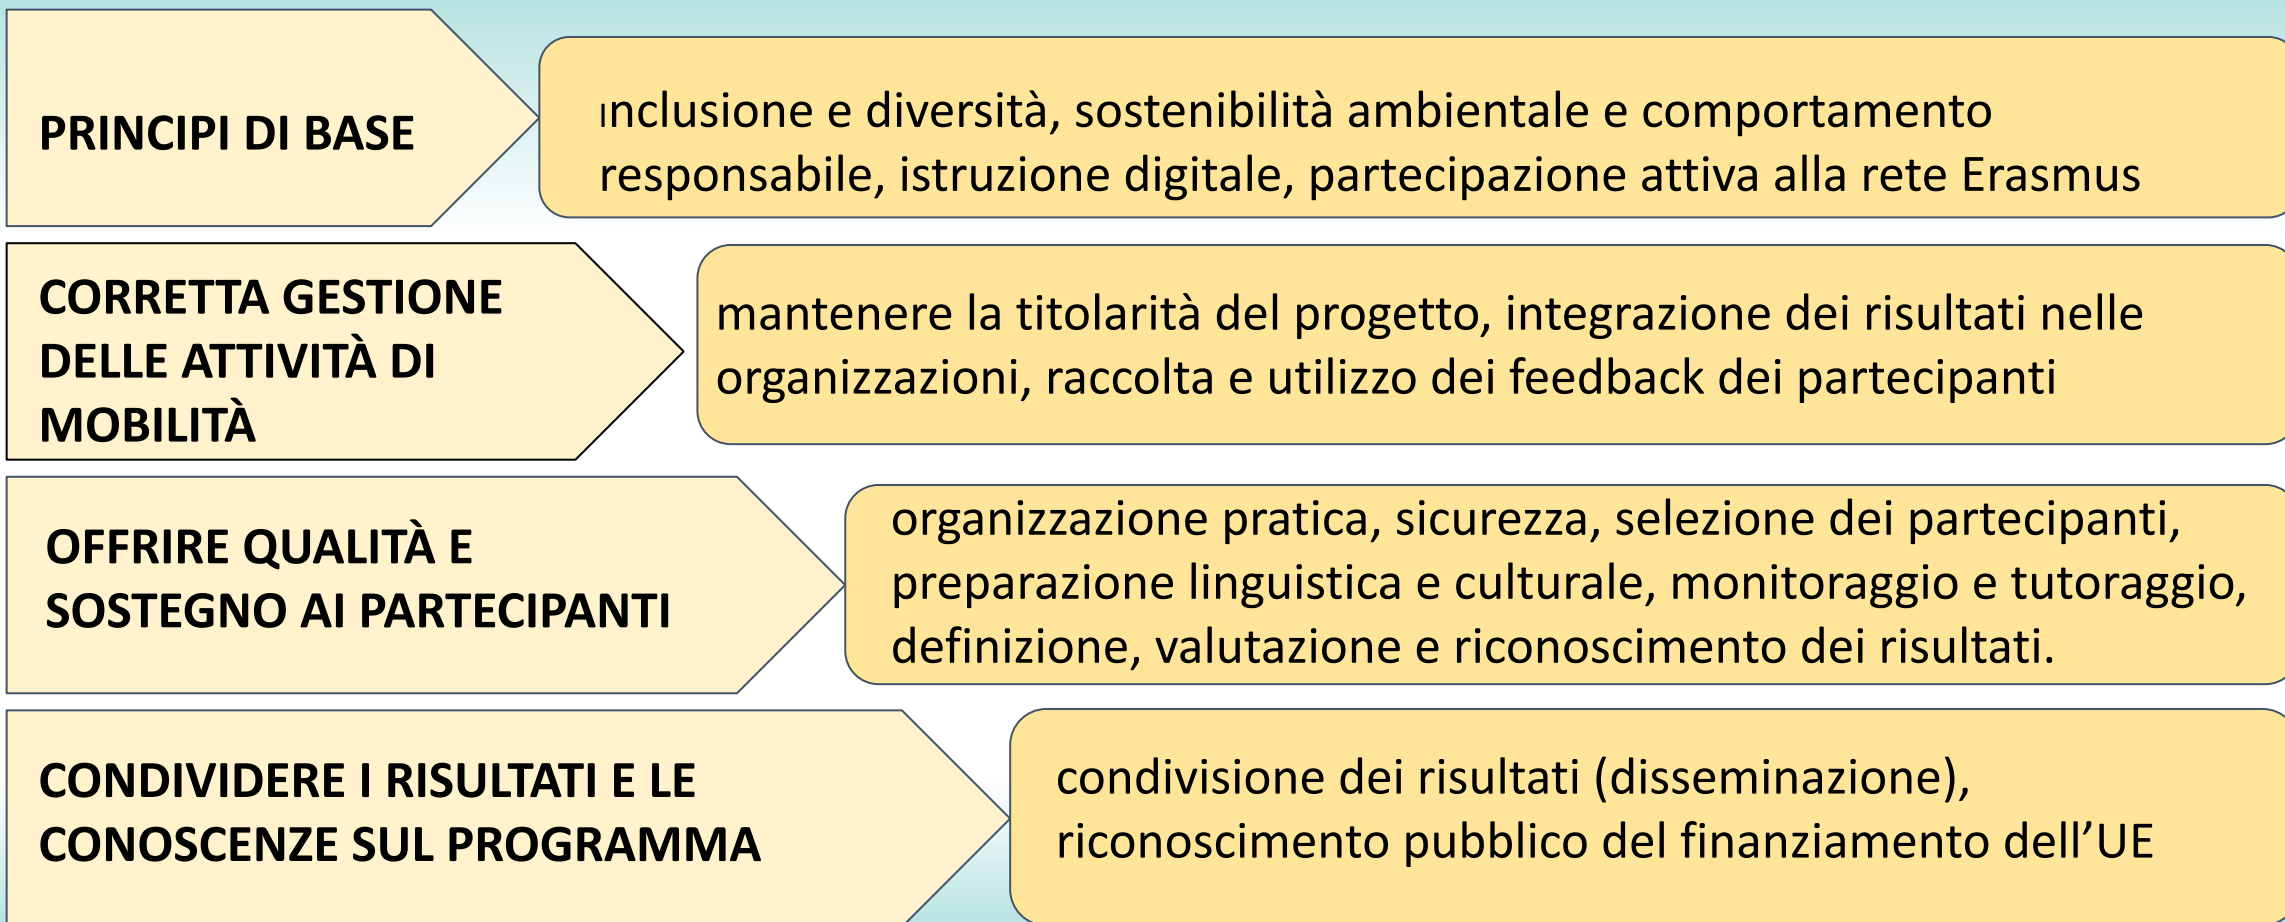 PRINCIPI DI BASE
inclusione e diversità, sostenibilità ambientale e comportamento
responsabile, istruzione digitale, partecipazione attiva alla rete Erasmus
CORRETTA GESTIONE
DELLE ATTIVITÀ DI
MOBILITÀ
mantenere la titolarità del progetto, integrazione dei risultati nelle
organizzazioni, raccolta e utilizzo dei feedback dei partecipanti
OFFRIRE QUALITÀ E
SOSTEGNO AI PARTECIPANTI
organizzazione pratica, sicurezza, selezione dei partecipanti,
preparazione linguistica e culturale, monitoraggio e tutoraggio,
definizione, valutazione e riconoscimento dei risultati.
CONDIVIDERE I RISULTATI E LE
CONOSCENZE SUL PROGRAMMA
condivisione dei risultati (disseminazione),
riconoscimento pubblico del finanziamento dell’UE